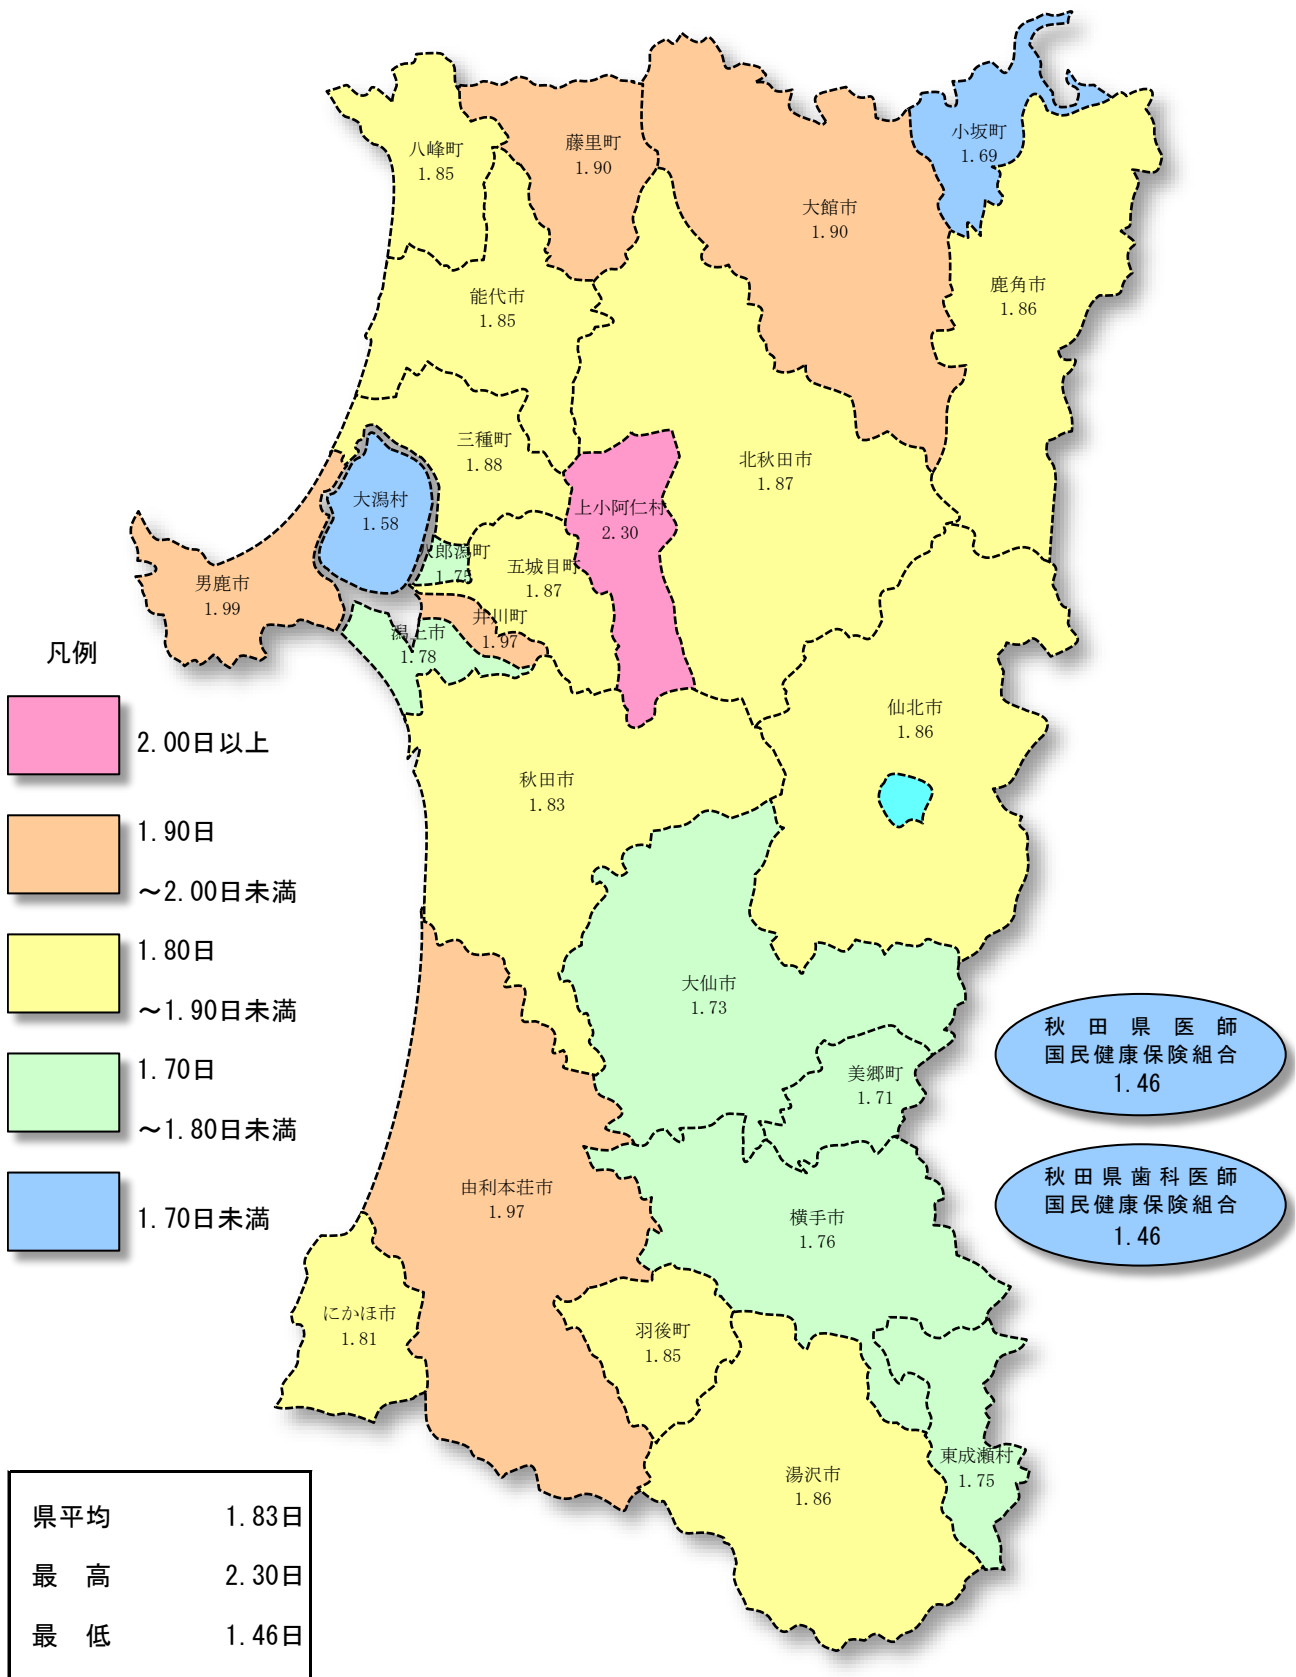 小坂町
1.69
八峰町
1.85
藤里町
1.90
大館市
1.90
鹿角市
1.86
能代市
1.85
三種町
1.88
北秋田市
1.87
大潟村
1.58
上小阿仁村
2.30
郎潟町
1.75
五城目町
1.87
男鹿市
1.99
井川町
1.97
潟上市
1.78
仙北市
1.86
秋田市
1.83
大仙市
1.73
美郷町
1.71
由利本荘市
1.97
横手市
1.76
にかほ市
1.81
羽後町
1.85
湯沢市
1.86
東成瀬村
1.75
凡例
2.00日以上
1.90日
～2.00日未満
1.80日
～1.90日未満
1.70日
～1.80日未満
1.70日未満
秋田県医師
国民健康保険組合
1.46
秋田県歯科医師
国民健康保険組合
1.46
県平均 1.83日
最 高 2.30日
最 低 1.46日